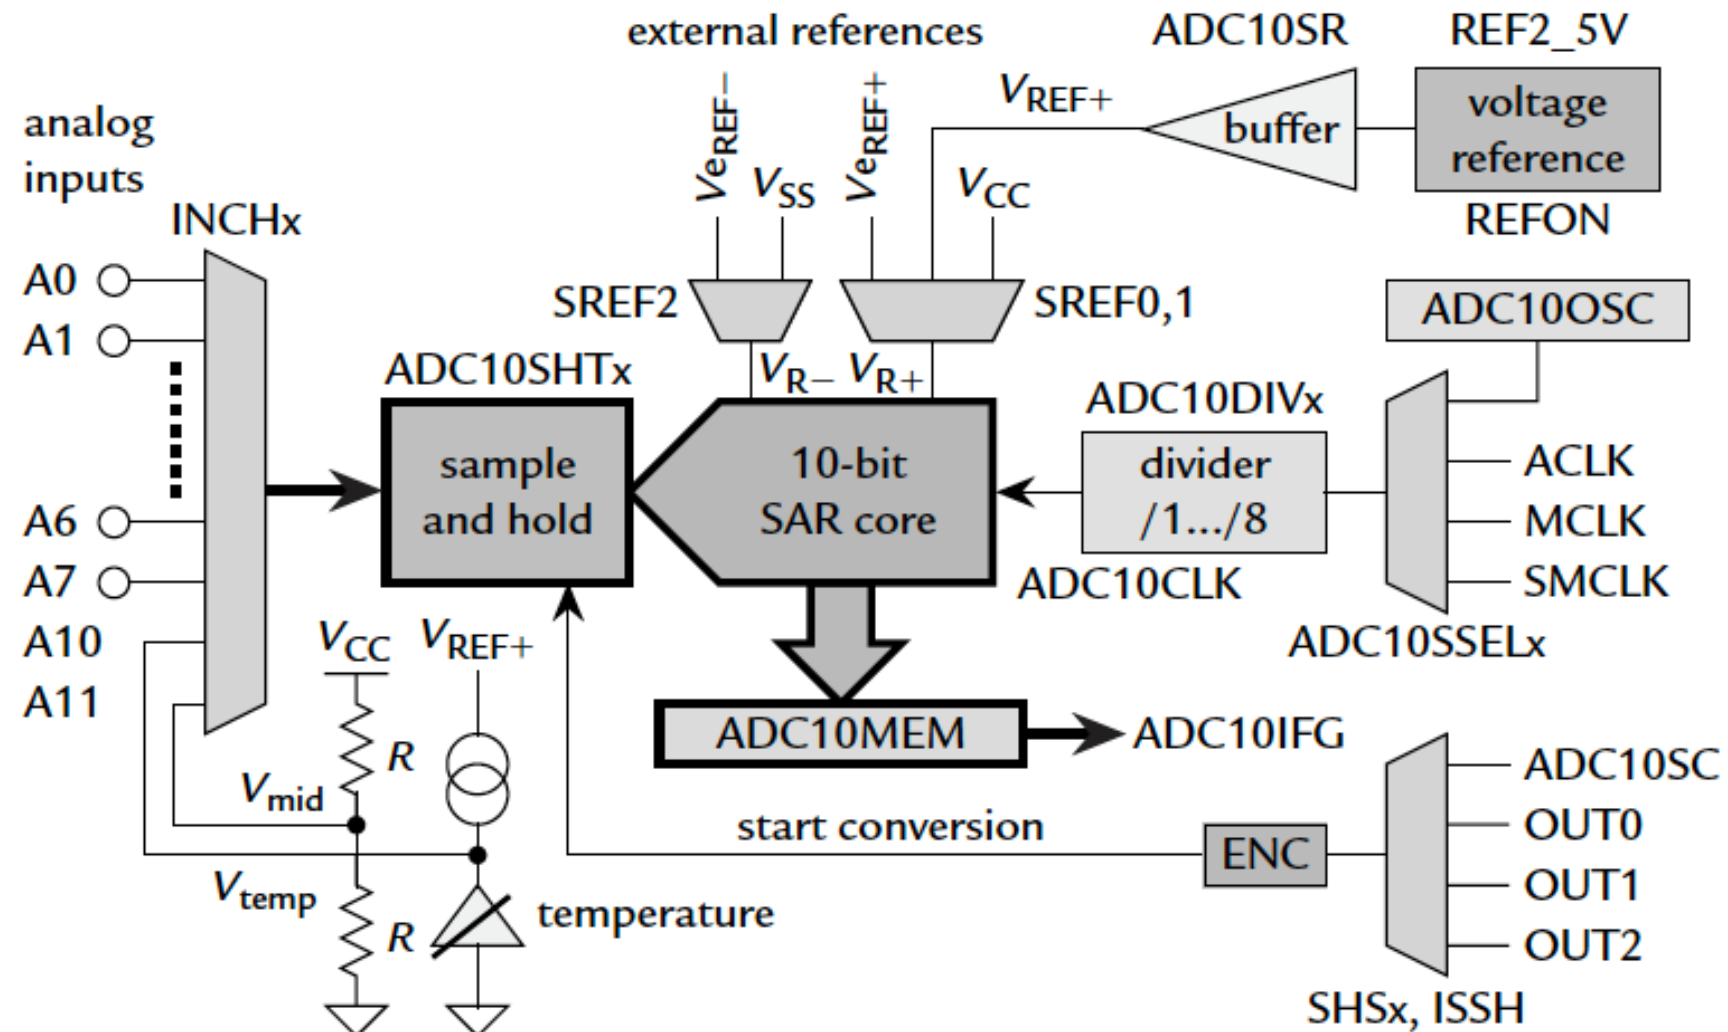 external references
ADC10SR
REF2_5V
analog
inputs
VeREF−
VSS
VeREF+
VCC
VREF+
buffer
voltage
reference
REFON
INCHx
A0
A1
A6
A7
A10
A11
SREF2
SREF0,1
ADC10OSC
ADC10SHTx
VR−
VR+
ADC10DIVx
sample
and hold
10-bit
SAR core
divider
/1.../8
ACLK
MCLK
SMCLK
ADC10CLK
ADC10SSELx
VCC
VREF+
R
Vmid
Vtemp
R
temperature
ADC10MEM
ADC10IFG
start conversion
ENC
ADC10SC
OUT0
OUT1
OUT2
SHSx, ISSH